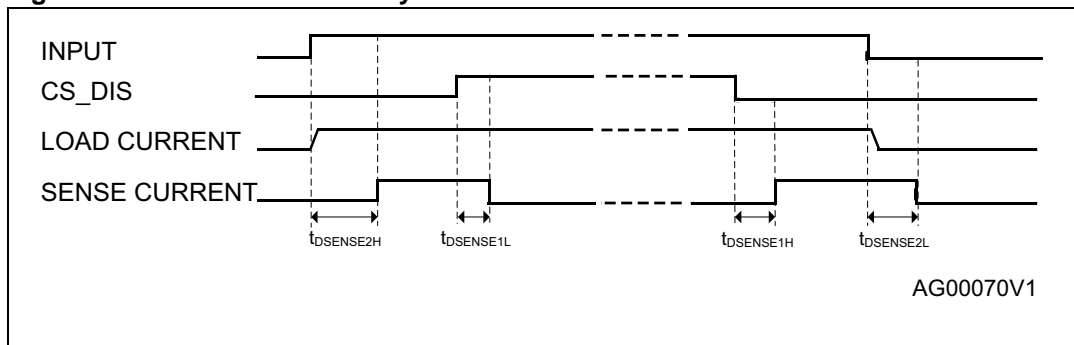 INPUT
CS_DIS
LOAD CURRENT
SENSE CURRENT
tDSENSE2H tDSENSE1L tDSENSE1H tDSENSE2L
AG00070V1